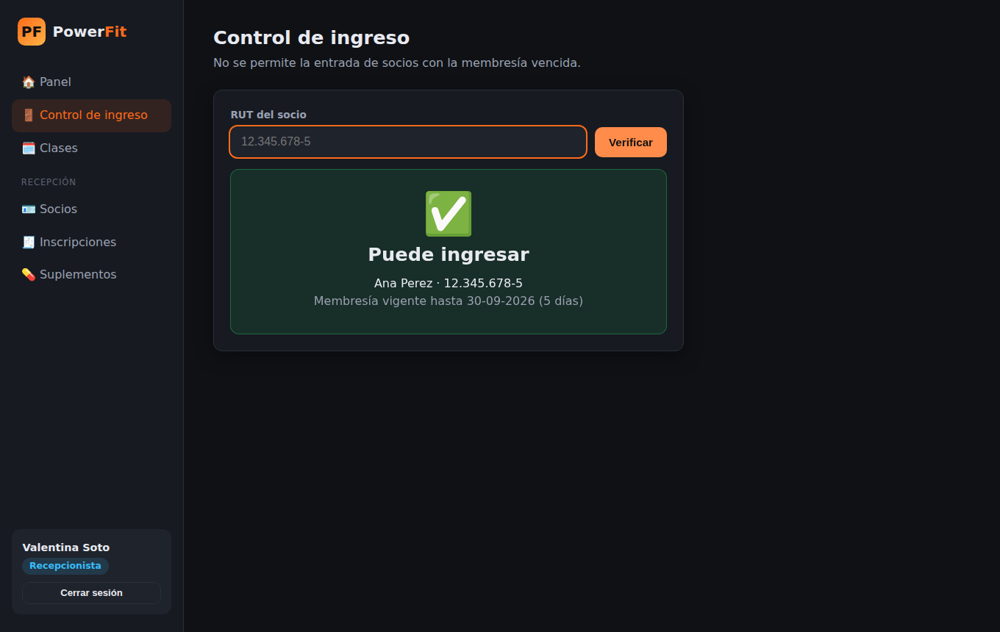 PF PowerFit
Panel
Control de ingreso
Clases
RECEPCIÓN
Socios
Inscripciones
Suplementos
Valentina Soto
Recepcionista
Cerrar sesión
Control de ingreso
No se permite la entrada de socios con la membresía vencida.
RUT del socio
12.345.678-5
Verificar
Puede ingresar
Ana Perez · 12.345.678-5
Membresía vigente hasta 30-09-2026 (5 días)